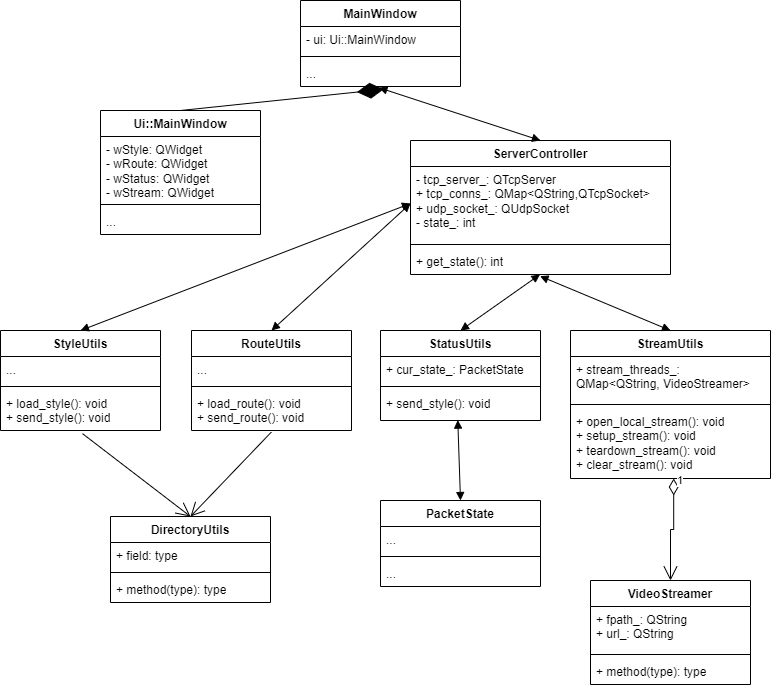 MainWindow
- ui: Ui::MainWindow
...
Ui::MainWindow
- wStyle: QWidget
- wRoute: QWidget
- wStatus: QWidget
- wStream: QWidget
...
ServerController
- tcp_server_: QTcpServer
+ tcp_conns_: QMap<QString,QTcpSocket>
+ udp_socket_: QUdpSocket
- state_: int
+ get_state(): int
StyleUtils
...
+ load_style(): void
+ send_style(): void
RouteUtils
...
+ load_route(): void
+ send_route(): void
StatusUtils
+ cur_state_: PacketState
+ send_style(): void
StreamUtils
+ stream_threads_:
QMap<QString, VideoStreamer>
+ open_local_stream(): void
+ setup_stream(): void
+ teardown_stream(): void
+ clear_stream(): void
1
DirectoryUtils
+ field: type
+ method(type): type
PacketState
...
...
VideoStreamer
+ fpath_: QString
+ url_: QString
+ method(type): type